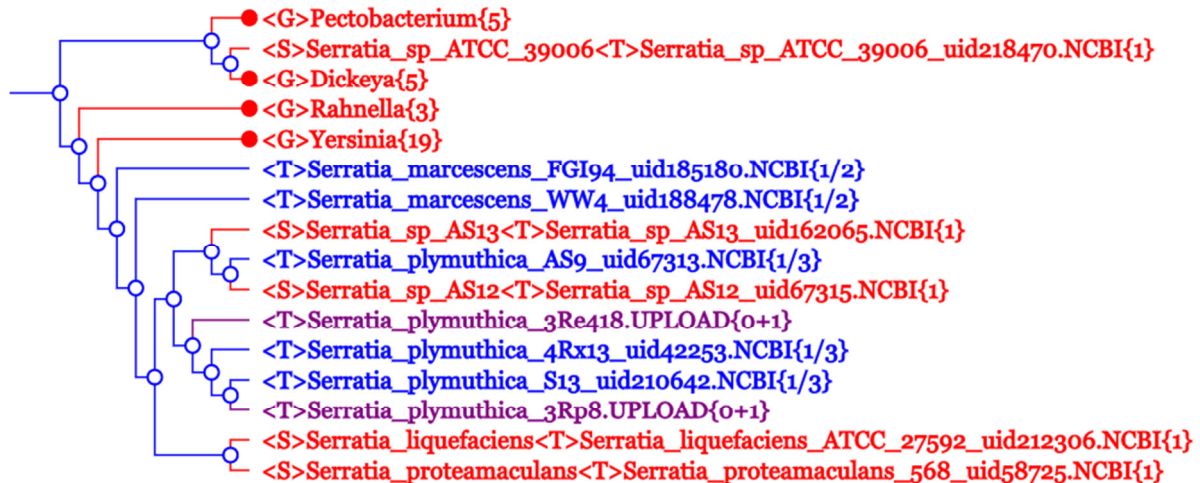 <G>Pectobacterium{5}
<S>Serratia_sp_ATCC_39006<T>Serratia_sp_ATCC_39006_uid218470.NCBI{1}
<G>Dickeya{5}
<G>Rahnella{3}
<G>Yersinia{19}
<T>Serratia_marcescens_FGI94_uid185180.NCBI{1/2}
<T>Serratia_marcescens_WW4_uid188478.NCBI{1/2}
<S>Serratia_sp_AS13<T>Serratia_sp_AS13_uid162065.NCBI{1}
<T>Serratia_plymuthica_AS9_uid67313.NCBI{1/3}
<S>Serratia_sp_AS12<T>Serratia_sp_AS12_uid67315.NCBI{1}
<T>Serratia_plymuthica_3Re418.UPLOAD{0+1}
<T>Serratia_plymuthica_4Rx13_uid42253.NCBI{1/3}
<T>Serratia_plymuthica_S13_uid210642.NCBI{1/3}
<T>Serratia_plymuthica_3Rp8.UPLOAD{0+1}
<S>Serratia_liquefaciens<T>Serratia_liquefaciens_ATCC_27592_uid212306.NCBI{1}
<S>Serratia_proteamaculans<T>Serratia_proteamaculans_568_uid58725.NCBI{1}